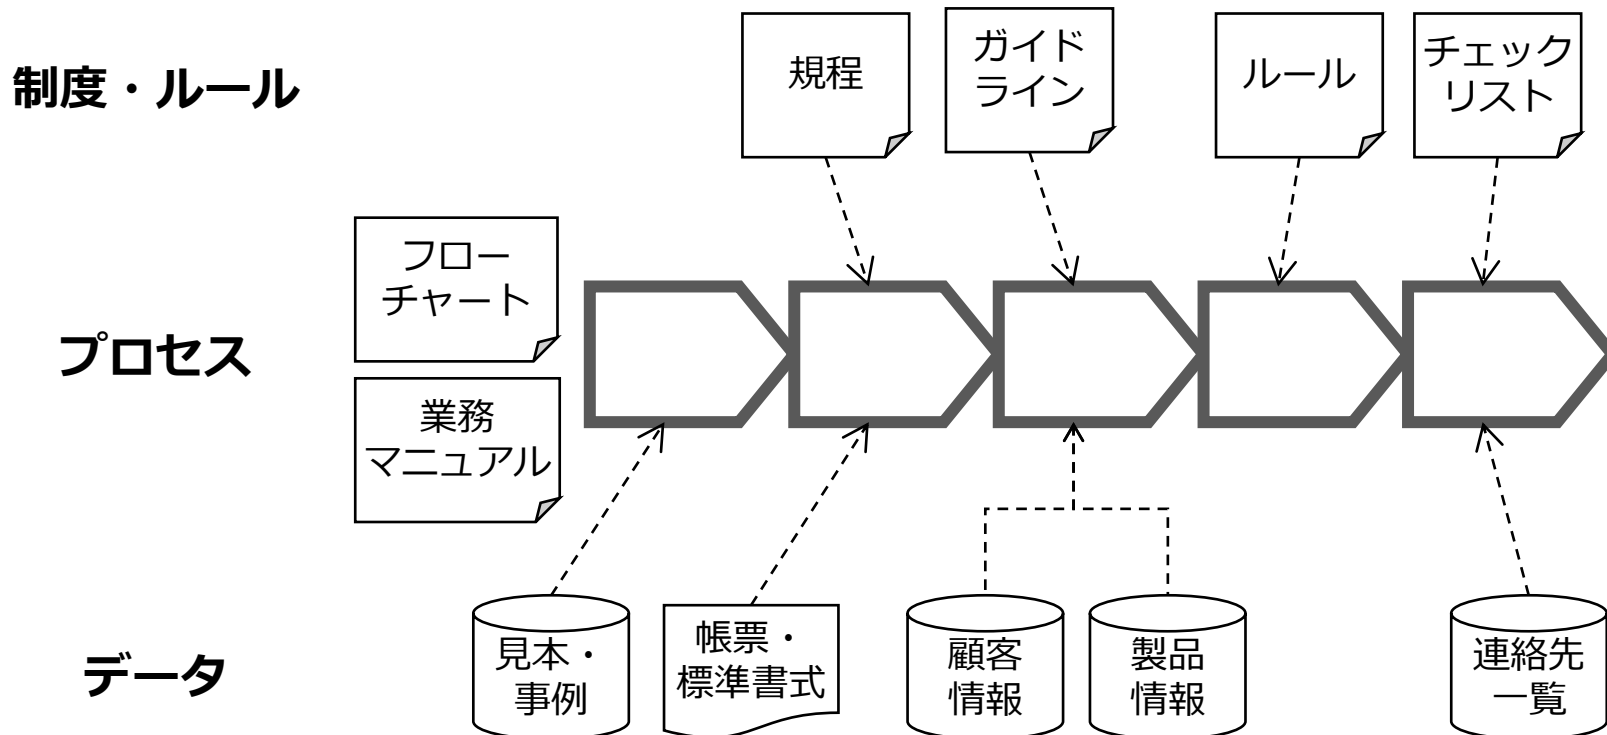 制度・ルール
規程
ガイド
ライン
ルール
チェック
リスト
プロセス
フロー
チャート
業務
マニュアル
データ
見本・
事例
帳票・
標準書式
顧客
情報
製品
情報
連絡先
一覧